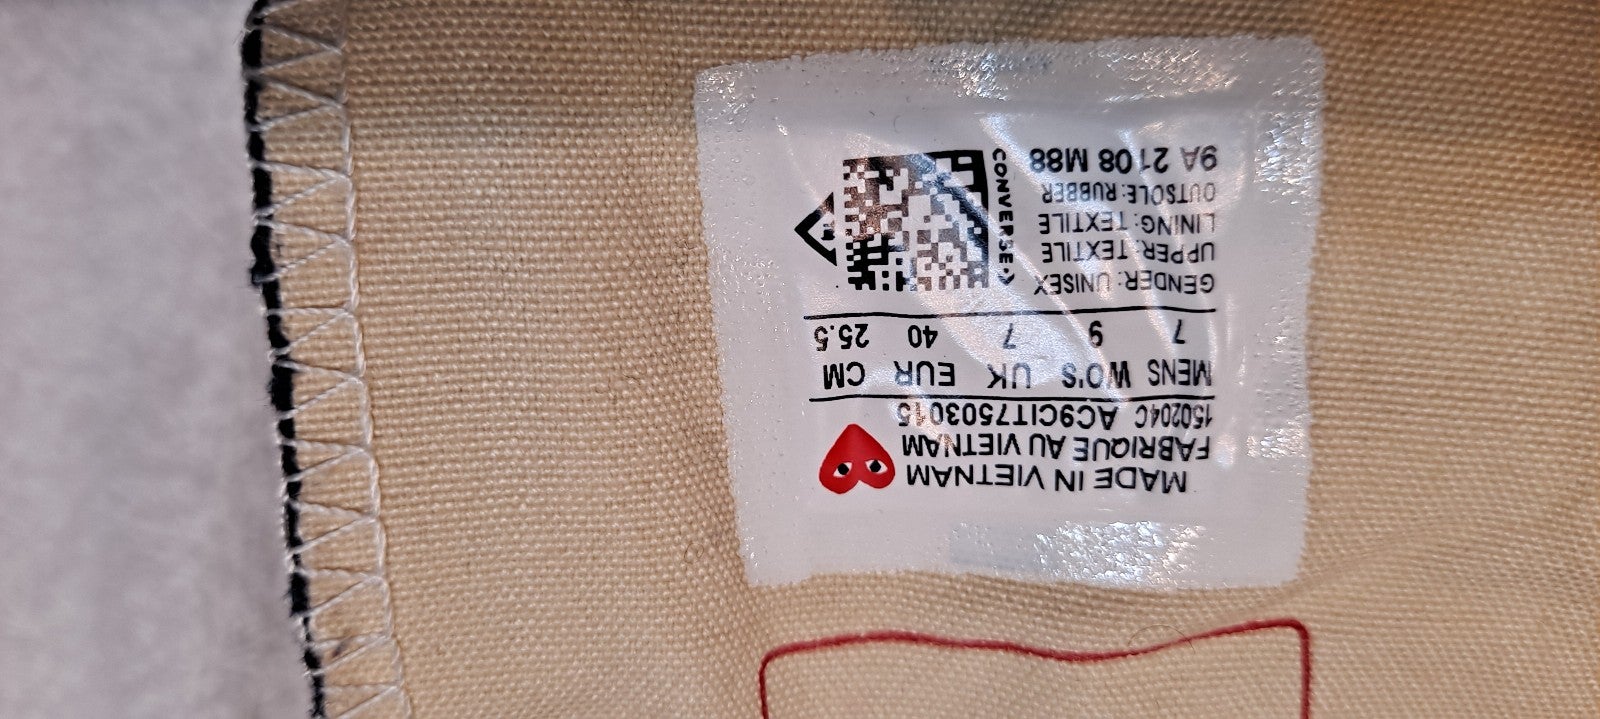 MADE IN VIETNAM
FABRIQUE AU VIETNAM
150204C AC9CIT7503015
MENS WO'S UK EUR CM
7 9 7 40 25.5
GENDER: UNISEX
UPPER: TEXTILE
LINING: TEXTILE
OUTSOLE: RUBBER
9A 2108 M88
CONVERSE